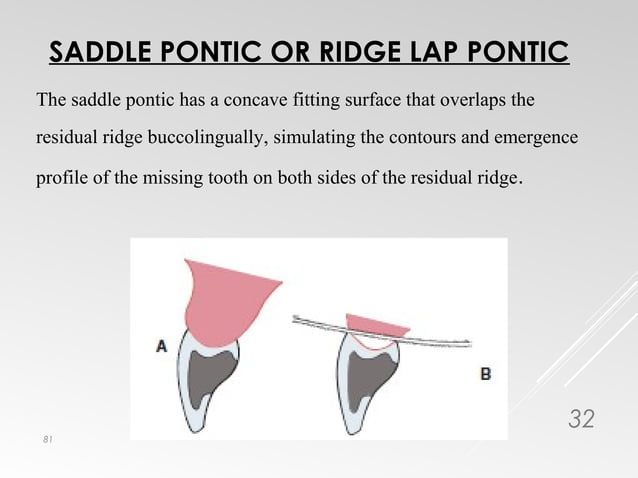 SADDLE PONTIC OR RIDGE LAP PONTIC
The saddle pontic has a concave fitting surface that overlaps the
residual ridge buccolingually, simulating the contours and emergence
profile of the missing tooth on both sides of the residual ridge.
A
B
32
81